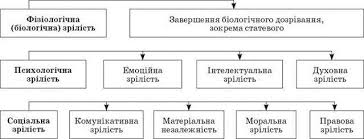 Фізіологічна
(біологічна) зрілість
Завершення біологічного дозрівання,
зокрема статевого
Психологічна
зрілість
Емоційна
зрілість
Інтелектуальна
зрілість
Духовна
зрілість
Соціальна
зрілість
Комунікативна
зрілість
Матеріальна
незалежність
Моральна
зрілість
Правова
зрілість